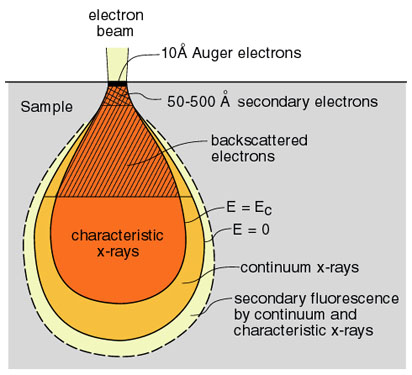 electron
beam
10Å Auger electrons
Sample
50-500 Å secondary electrons
backscattered
electrons
E = Ec
E = 0
characteristic
x-rays
continuum x-rays
secondary fluorescence
by continuum and
characteristic x-rays